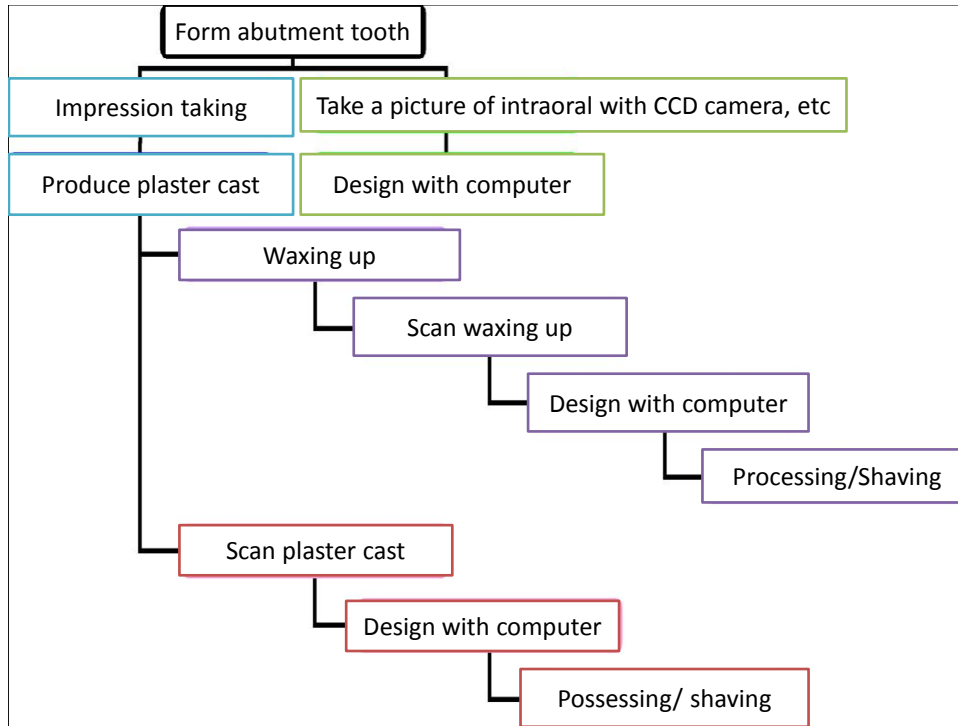 Form abutment tooth
Impression taking
Take a picture of intraoral with CCD camera, etc
Produce plaster cast
Design with computer
Waxing up
Scan waxing up
Design with computer
Processing/Shaving
Scan plaster cast
Design with computer
Possessing/ shaving